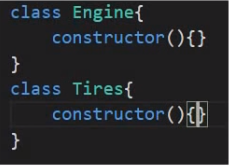 class Engine{
    constructor(){}
}
class Tires{
    constructor(){}
}